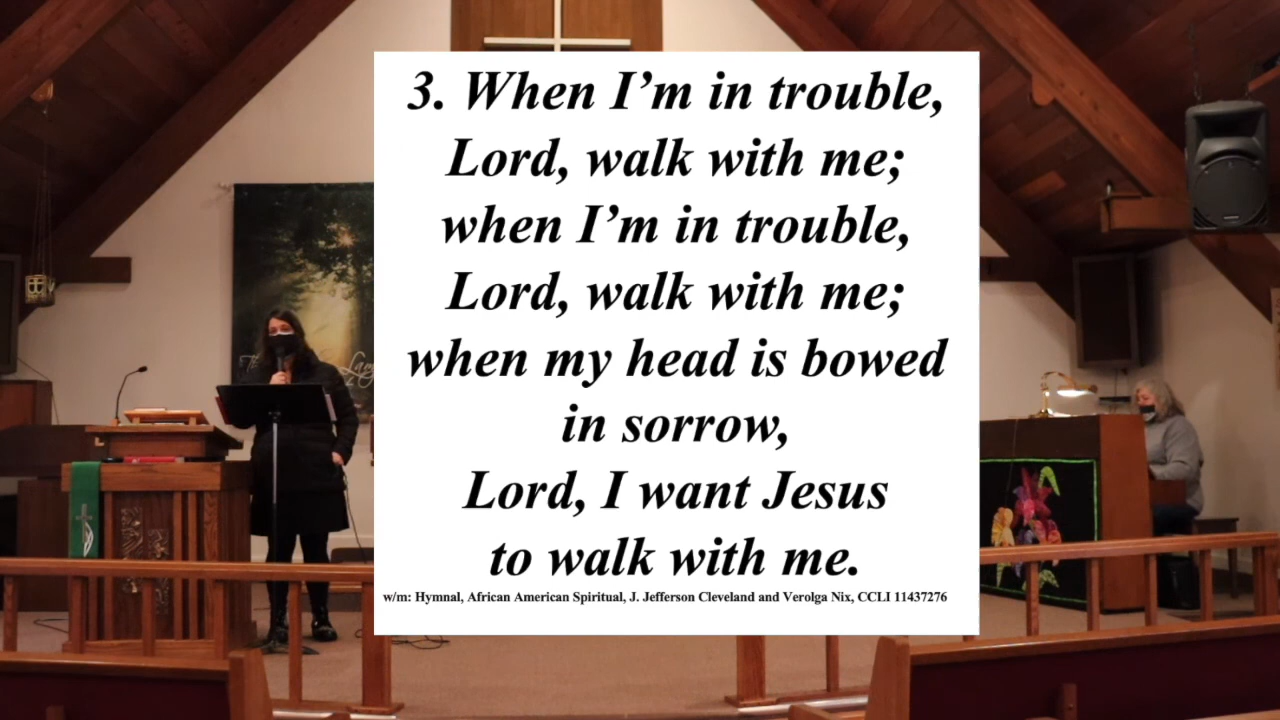 3. When I'm in trouble,
Lord, walk with me;
when I'm in trouble,
Lord, walk with me;
when my head is bowed
in sorrow,
Lord, I want Jesus
to walk with me.
w/m: Hymnal, African American Spiritual, J. Jefferson Cleveland and Verolga Nix, CCLI 11437276